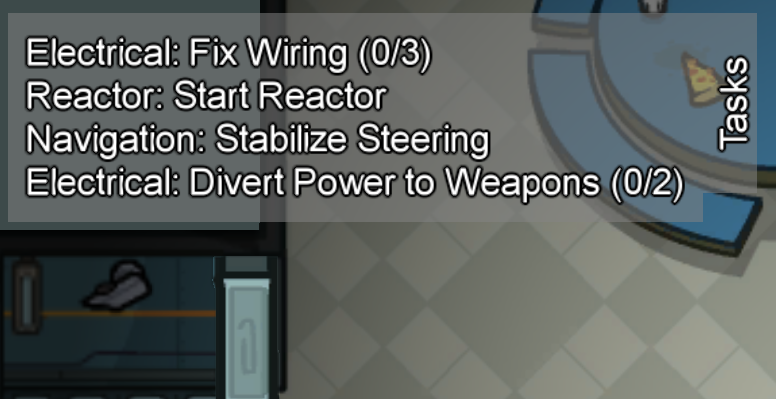 Electrical: Fix Wiring (0/3)
Reactor: Start Reactor
Navigation: Stabilize Steering
Electrical: Divert Power to Weapons (0/2)
Tasks